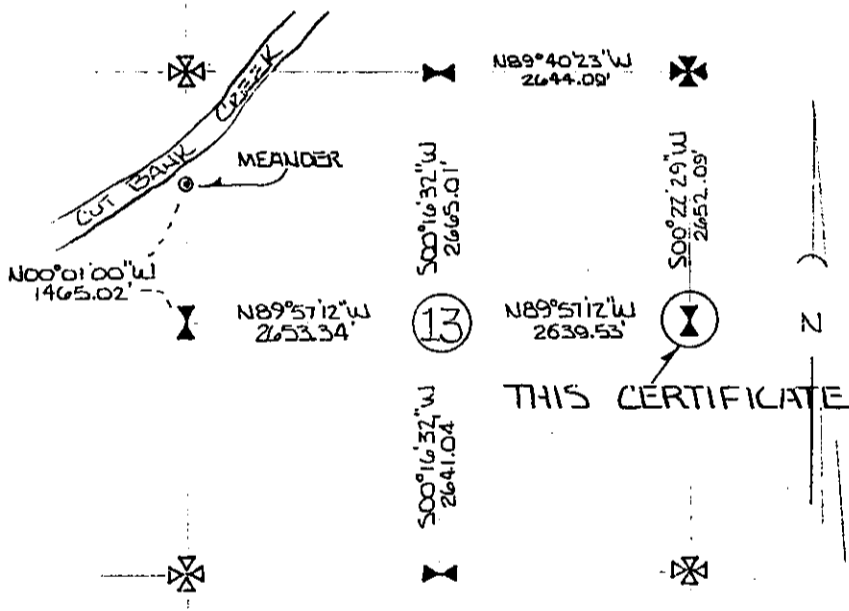 N89°40'23"W
2644.09'
CUT BANK CREEK
MEANDER
S00°16'32"W
2665.01'
S00°22'29"W
2652.09'
N00°01'00"W
1465.02'
N89°57'12"W
2653.34'
13
N89°57'12"W
2639.53'
N
THIS CERTIFICATE
S00°16'32"W
2641.04